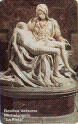 Basilica Vaticana
Michelangelo
"La Pietà"